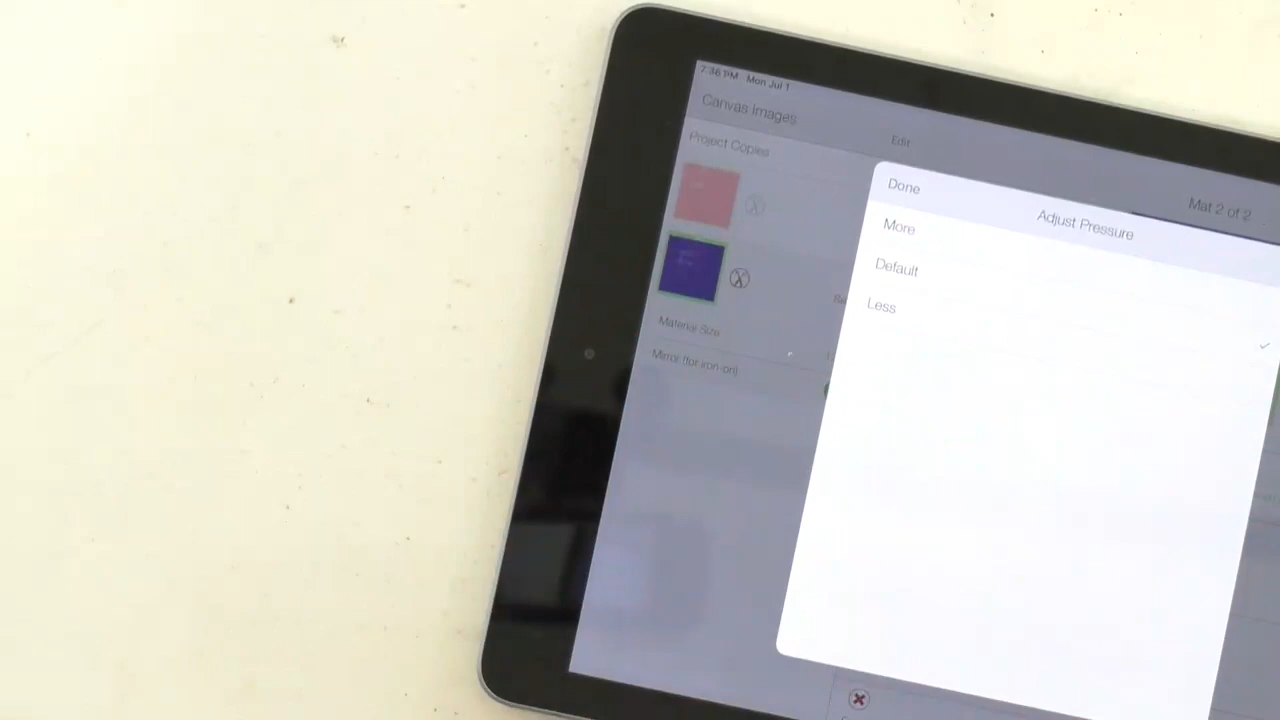 7:36 PM Mon Jul 1
Canvas Images
Edit
Project Copies
Done
Mat 2 of 2
Adjust Pressure
More
Default
Less
Material Size
Mirror (for iron-on)